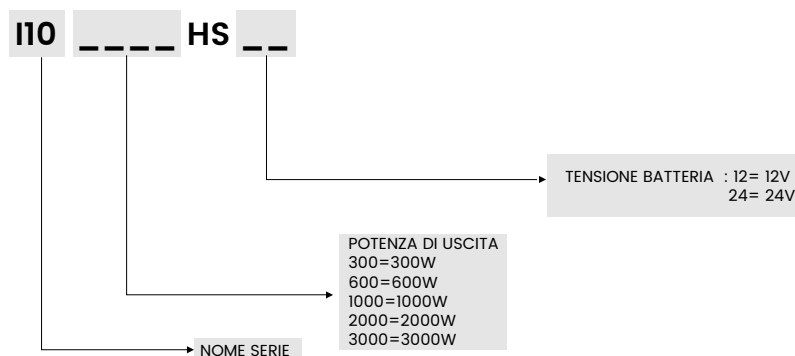 I10 _ _ _ _ HS _ _
TENSIONE BATTERIA : 12= 12V
24= 24V
POTENZA DI USCITA
300=300W
600=600W
1000=1000W
2000=2000W
3000=3000W
NOME SERIE